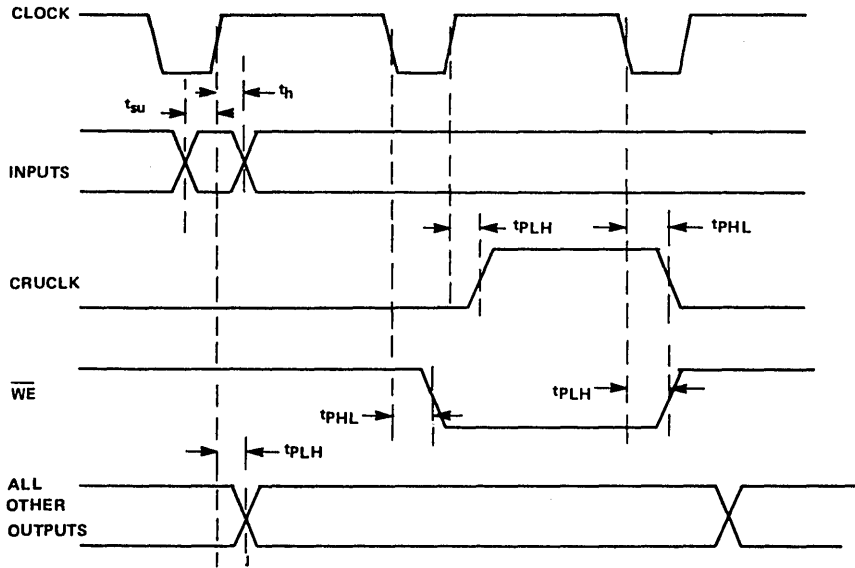 CLOCK
tsu
th
INPUTS
tPLH
tPHL
CRUCLK
WE
tPHL
tPLH
tPLH
ALL
OTHER
OUTPUTS